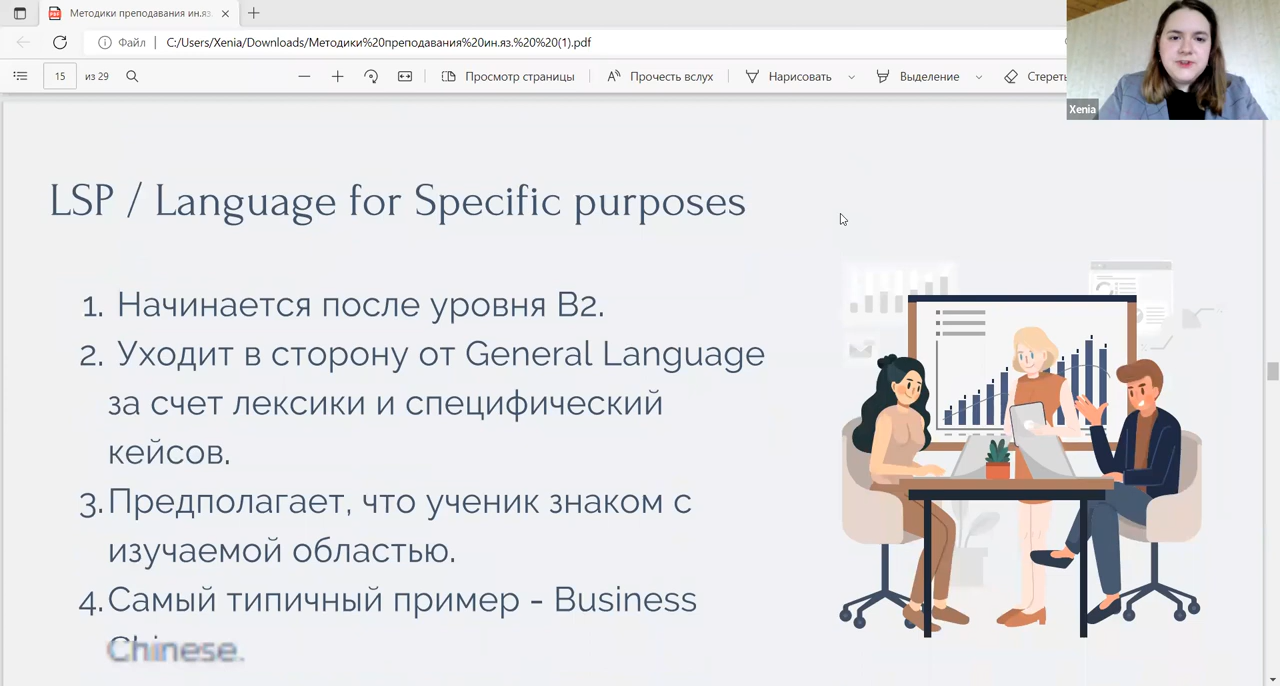 Методики преподавания ин.яз.
Файл
C:/Users/Xenia/Downloads/Методики%20преподавания%20ин.яз.%20%20(1).pdf
15 из 29
Просмотр страницы
Прочесть вслух
Нарисовать
Выделение
Стереть
Xenia
LSP / Language for Specific purposes
1. Начинается после уровня B2.
2. Уходит в сторону от General Language
за счет лексики и специфический
кейсов.
3. Предполагает, что ученик знаком с
изучаемой областью.
4. Самый типичный пример - Business
Chinese.